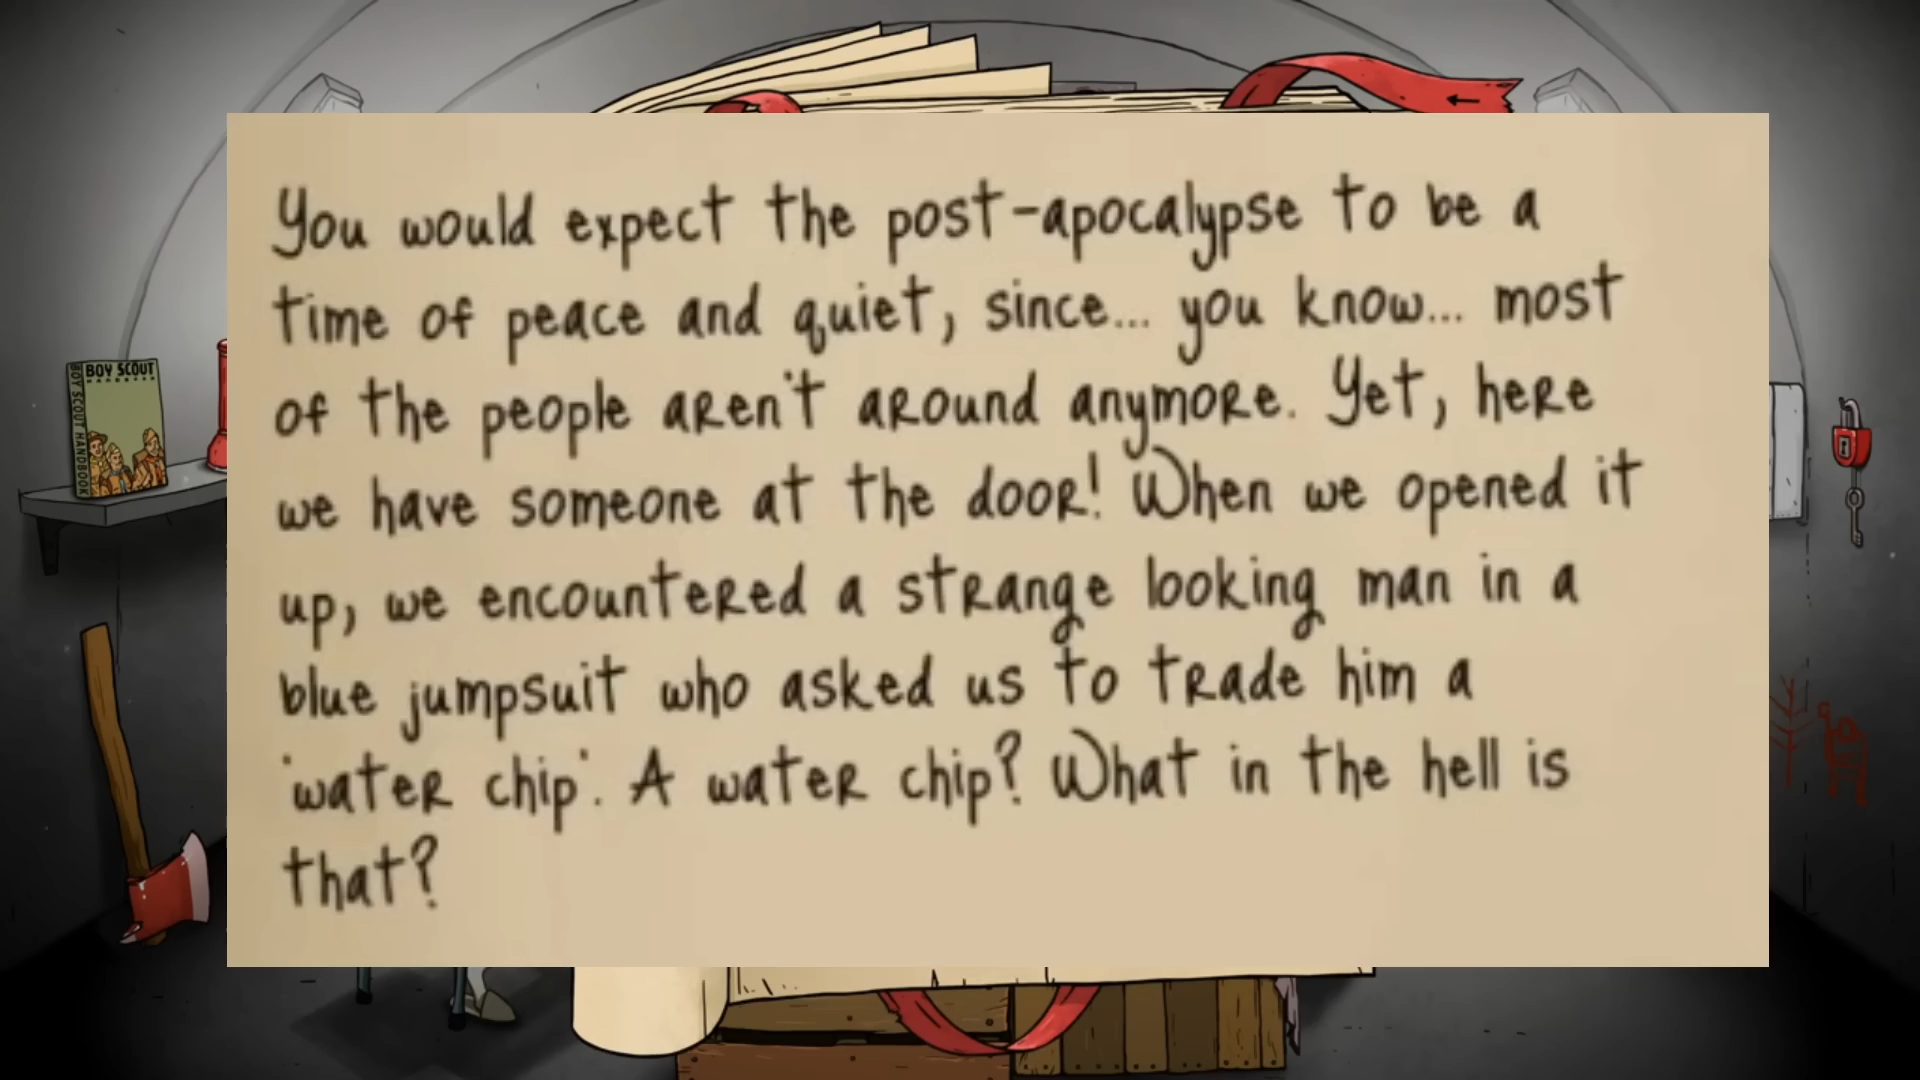 BOY SCOUT
BOY SCOUT HANDBOOK
You would expect the post-apocalypse to be a
time of peace and quiet, since... you know... most
of the people aren't around anymore. Yet, here
we have someone at the door! When we opened it
up, we encountered a strange looking man in a
blue jumpsuit who asked us to trade him a
'water chip'. A water chip? What in the hell is
that?